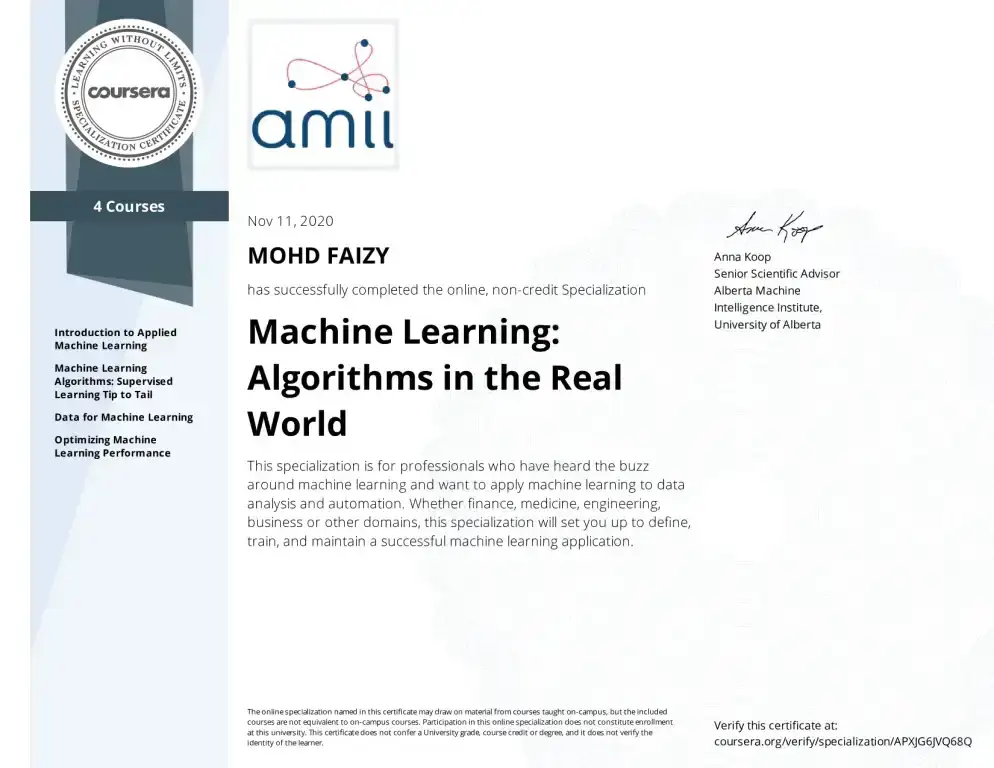 LEARNING WITHOUT LIMITS
coursera
SPECIALIZATION CERTIFICATE
4 Courses
Introduction to Applied
Machine Learning
Machine Learning
Algorithms: Supervised
Learning Tip to Tail
Data for Machine Learning
Optimizing Machine
Learning Performance
amii
Nov 11, 2020
MOHD FAIZY
has successfully completed the online, non-credit Specialization
Machine Learning:
Algorithms in the Real
World
This specialization is for professionals who have heard the buzz
around machine learning and want to apply machine learning to data
analysis and automation. Whether finance, medicine, engineering,
business or other domains, this specialization will set you up to define,
train, and maintain a successful machine learning application.
Anna Koop
Anna Koop
Senior Scientific Advisor
Alberta Machine
Intelligence Institute,
University of Alberta
The online specialization named in this certificate may draw on material from courses taught on-campus, but the included
courses are not equivalent to on-campus courses. Participation in this online specialization does not constitute enrollment
at this university. This certificate does not confer a University grade, course credit or degree, and it does not verify the
identity of the learner.
Verify this certificate at:
coursera.org/verify/specialization/APXJG6JVQ68Q